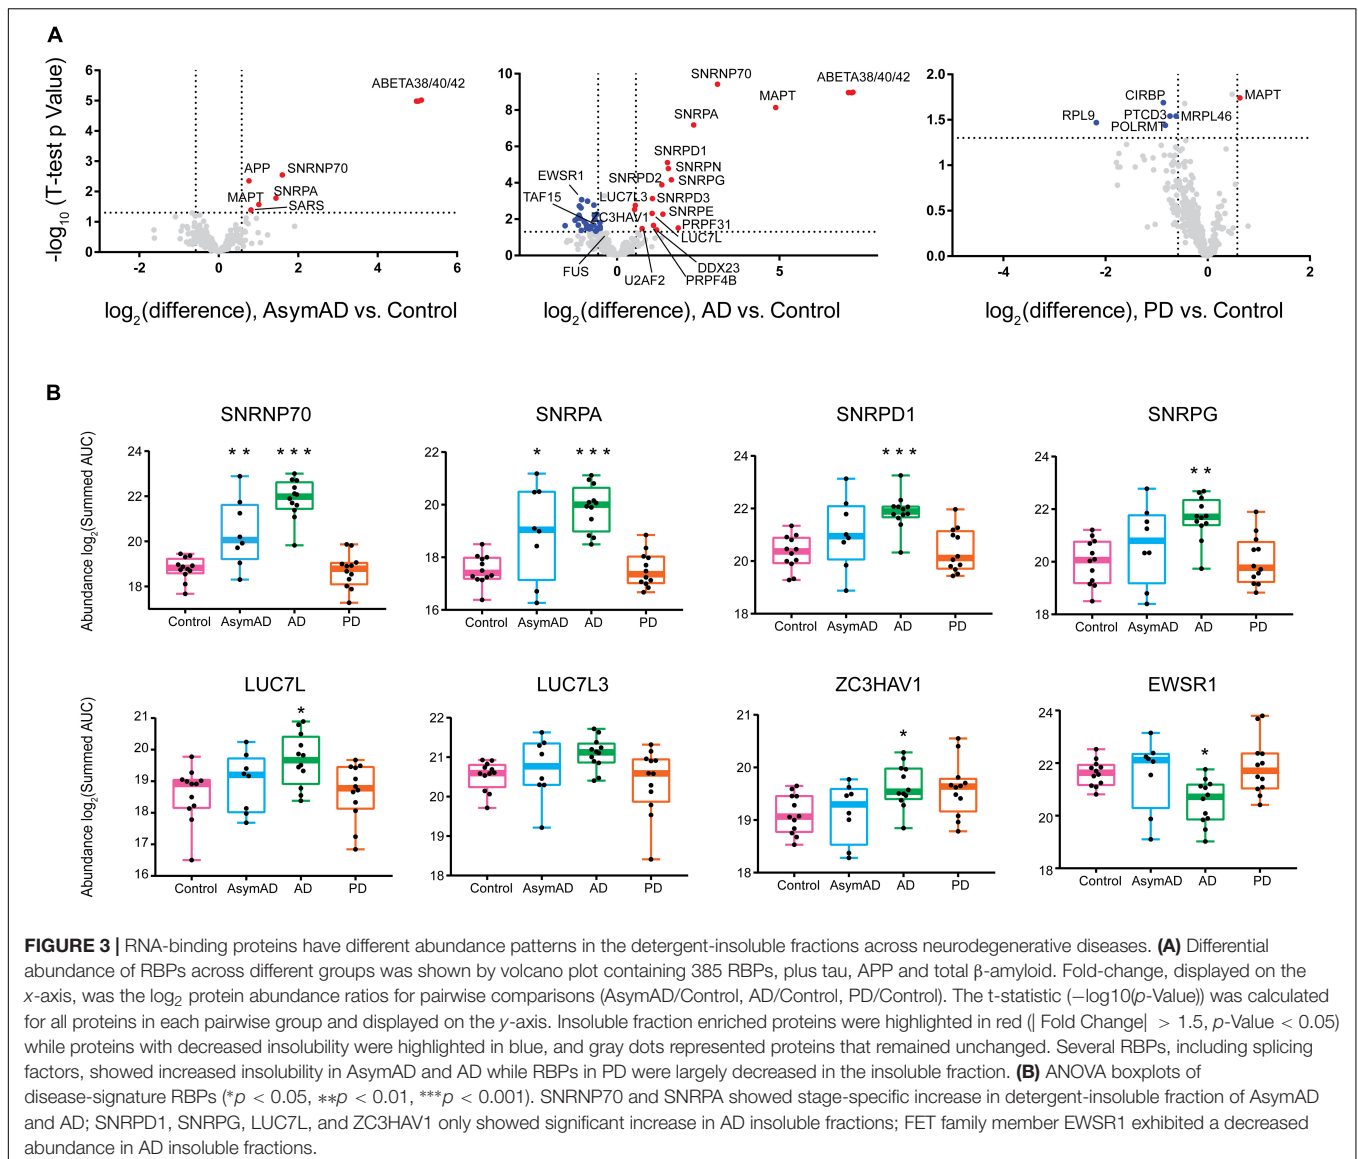 A
-log10 (T-test p Value)
6
5
4
3
2
1
0
ABETA38/40/42
APP
SNRNP70
MAPT
SNRPA
SARS
-2
0
2
4
6
log2(difference), AsymAD vs. Control
10
8
6
4
2
0
SNRNP70
ABETA38/40/42
MAPT
SNRPA
SNRPD1
SNRPN
EWSR1
SNRPD2
SNRPG
TAF15
LUC7L3
SNRPD3
ZC3HAV1
SNRPE
PRPF31
LUC7L
FUS
DDX23
U2AF2
PRPF4B
0
5
log2(difference), AD vs. Control
2.0
1.5
1.0
0.5
0.0
CIRBP
MAPT
RPL9
PTCD3
MRPL46
POLRMT
-4
-2
0
2
log2(difference), PD vs. Control
B
Abundance log2(Summed AUC)
SNRNP70
24
22
20
18
* *
* * *
Control AsymAD AD PD
SNRPA
22
20
18
16
*
* * *
Control AsymAD AD PD
SNRPD1
24
22
20
18
* * *
Control AsymAD AD PD
SNRPG
24
22
20
18
* *
Control AsymAD AD PD
Abundance log2(Summed AUC)
LUC7L
21
20
19
18
17
16
*
Control AsymAD AD PD
LUC7L3
22
21
20
19
18
Control AsymAD AD PD
ZC3HAV1
21
20
19
18
*
Control AsymAD AD PD
EWSR1
24
22
20
18
*
Control AsymAD AD PD
FIGURE 3 | RNA-binding proteins have different abundance patterns in the detergent-insoluble fractions across neurodegenerative diseases. (A) Differential
abundance of RBPs across different groups was shown by volcano plot containing 385 RBPs, plus tau, APP and total β-amyloid. Fold-change, displayed on the
x-axis, was the log2 protein abundance ratios for pairwise comparisons (AsymAD/Control, AD/Control, PD/Control). The t-statistic (−log10(p-Value)) was calculated
for all proteins in each pairwise group and displayed on the y-axis. Insoluble fraction enriched proteins were highlighted in red (| Fold Change| > 1.5, p-Value < 0.05)
while proteins with decreased insolubility were highlighted in blue, and gray dots represented proteins that remained unchanged. Several RBPs, including splicing
factors, showed increased insolubility in AsymAD and AD while RBPs in PD were largely decreased in the insoluble fraction. (B) ANOVA boxplots of
disease-signature RBPs (*p < 0.05, **p < 0.01, ***p < 0.001). SNRNP70 and SNRPA showed stage-specific increase in detergent-insoluble fraction of AsymAD
and AD; SNRPD1, SNRPG, LUC7L, and ZC3HAV1 only showed significant increase in AD insoluble fractions; FET family member EWSR1 exhibited a decreased
abundance in AD insoluble fractions.